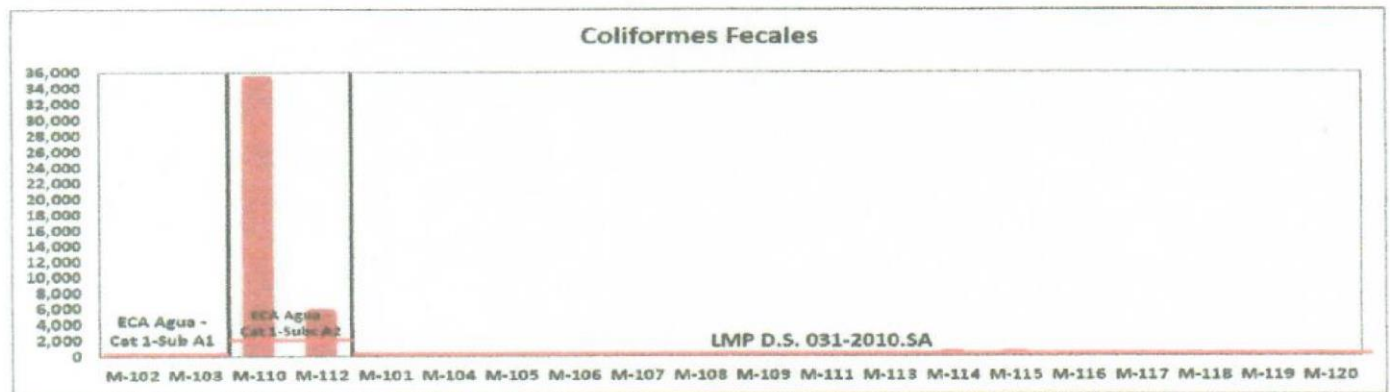 Coliformes Fecales
36,000
34,000
32,000
30,000
28,000
26,000
24,000
22,000
20,000
18,000
16,000
14,000
12,000
10,000
8,000
6,000
4,000
2,000
0
ECA Agua -
Cat 1-Sub A1
ECA Agua
Cat 1-Subc A2
LMP D.S. 031-2010.SA
M-102 M-103 M-110 M-112 M-101 M-104 M-105 M-106 M-107 M-108 M-109 M-111 M-113 M-114 M-115 M-116 M-117 M-118 M-119 M-120